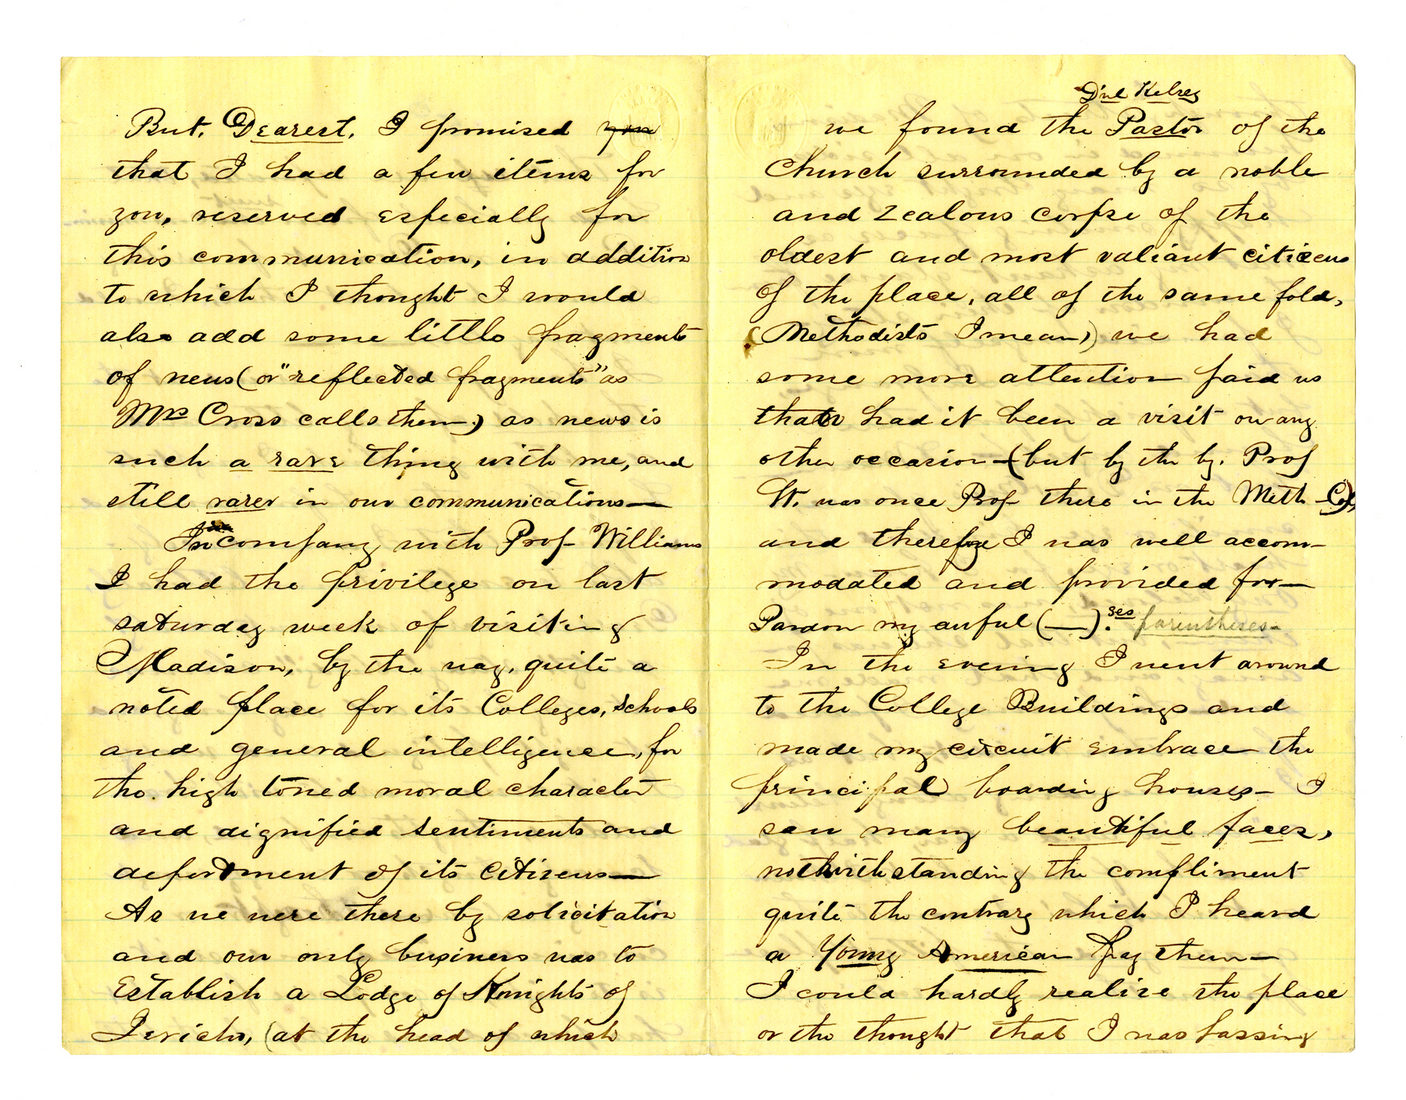 But, Dearest, I promised you
that I had a few items for
you, reserved especially for
this communication, in addition
to which I thought I would
also add some little fragments
of news (or "reflected fragments" as
Mrs Cross calls them,) as news is
such a rare thing with me, and
still rarer in our communications—
In company with Prof Williams
I had the privilege on last
saturday week of visiting
Madison, by the way, quite a
noted place for its Colleges, schools
and general intelligence, for
the high toned moral character
and dignified sentiments and
deportment of its Citizens—
As we were there by solicitation
and our only business was to
Establish a Lodge of Knights of
Jericho, (at the head of which
D'nl Kelsey
we found the Pastor of the
Church surrounded by a noble
and zealous corpse of the
oldest and most valiant citizens
of the place, all of the same fold,
(Methodists I mean,) we had
some more attention paid us
than had it been a visit on any
other occasion—(but by the by, Prof
W. was once Prof there in the Meth Col,)
and therefore I was well accom-
modated and provided for—
Pardon my awful (—).ses parentheses-
In the evening I went around
to the College Buildings and
made my circuit embrace the
principal boarding houses— I
saw many beautiful faces,
nothwithstanding the compliment
quite the contrary which I heard
a Young American pay them—
I could hardly realize the place
or the thought that I was passing